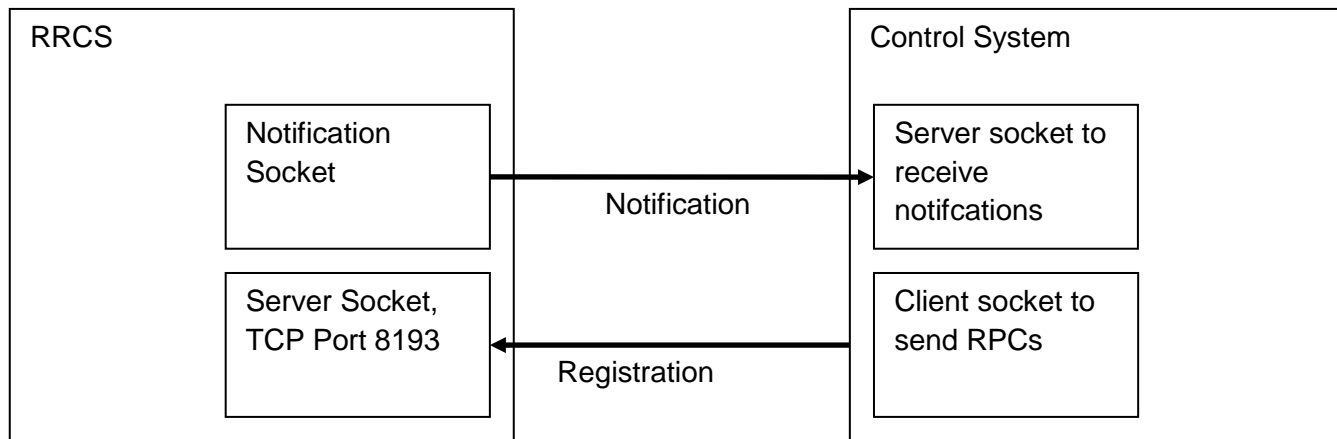 RRCS
Control System
Notification
Socket
Server socket to
receive
notifcations
Notification
Server Socket,
TCP Port 8193
Client socket to
send RPCs
Registration